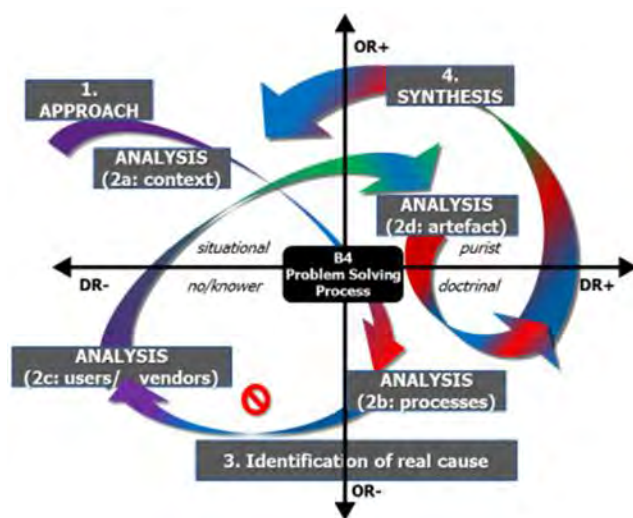 OR+
1.
APPROACH
4.
SYNTHESIS
ANALYSIS
(2a: context)
ANALYSIS
(2d: artefact)
situational
purist
B4
Problem Solving
Process
DR-
DR+
no/knower
doctrinal
ANALYSIS
(2c: users/ vendors)
ANALYSIS
(2b: processes)
3. Identification of real cause
OR-